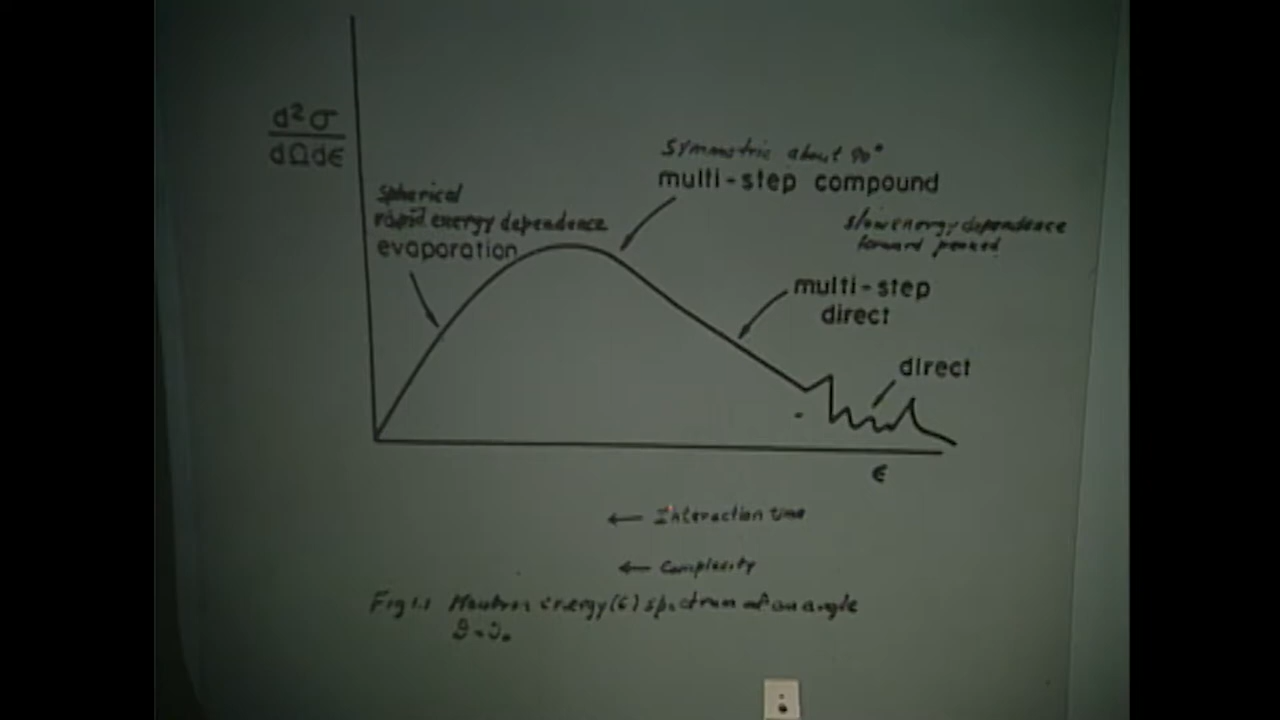 d²σ
dΩdϵ
Symmetric about 90°
multi-step compound
Spherical
rapid energy dependence
evaporation
slow energy dependence
forward peaked
multi-step
direct
direct
ϵ
← Interaction time
← Complexity
Fig 1.1 Neutron energy (ϵ) spectrum at an angle
ϑ = ϑ₀